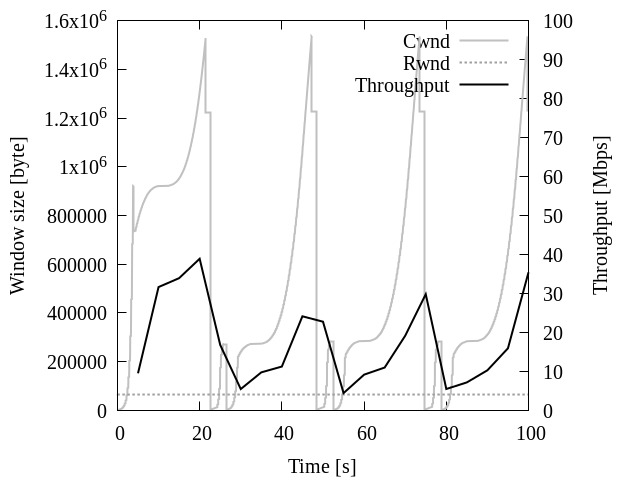 1.6x10^6
1.4x10^6
1.2x10^6
1x10^6
800000
600000
400000
200000
0
Window size [byte]
0 20 40 60 80 100
Time [s]
100
90
80
70
60
50
40
30
20
10
0
Throughput [Mbps]
Cwnd
Rwnd
Throughput